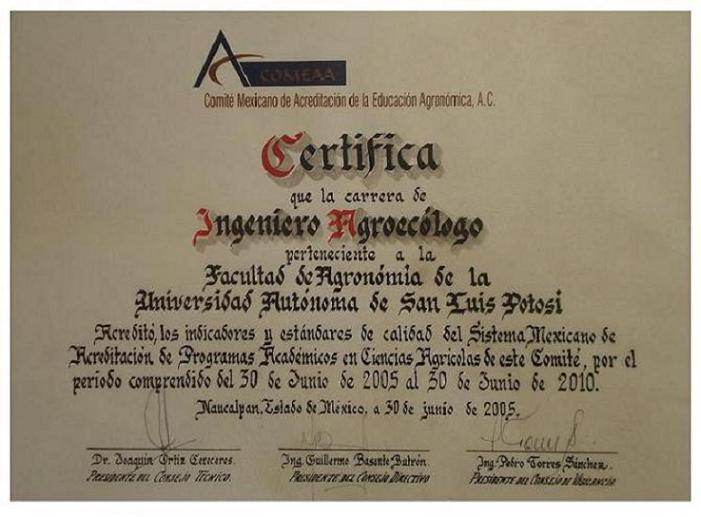 COMEAA
Comité Mexicano de Acreditación de la Educación Agronómica, A.C.
Certifica
que la carrera de
Ingeniero Agroecólogo
perteneciente a la
Facultad de Agronómia de la
Universidad Autónoma de San Luis Potosi
Acreditó, los indicadores y estándares de calidad del Sistema Mexicano de
Acreditación de Programas Académicos en Ciencias Agricolas de este Comité, por el
periodo comprendido del 30 de Junio de 2005 al 30 de Junio de 2010.
Naucalpan, Estado de México, a 30 de junio de 2005.
Dr. Joaquin Ortiz Cereceres. Ing. Guillermo Basante Butrón. Ing. Pedro Torres Sánchez.
Presidente del Consejo Técnico. Presidente del Consejo Directivo Presidente del Consejo de Vigilancia